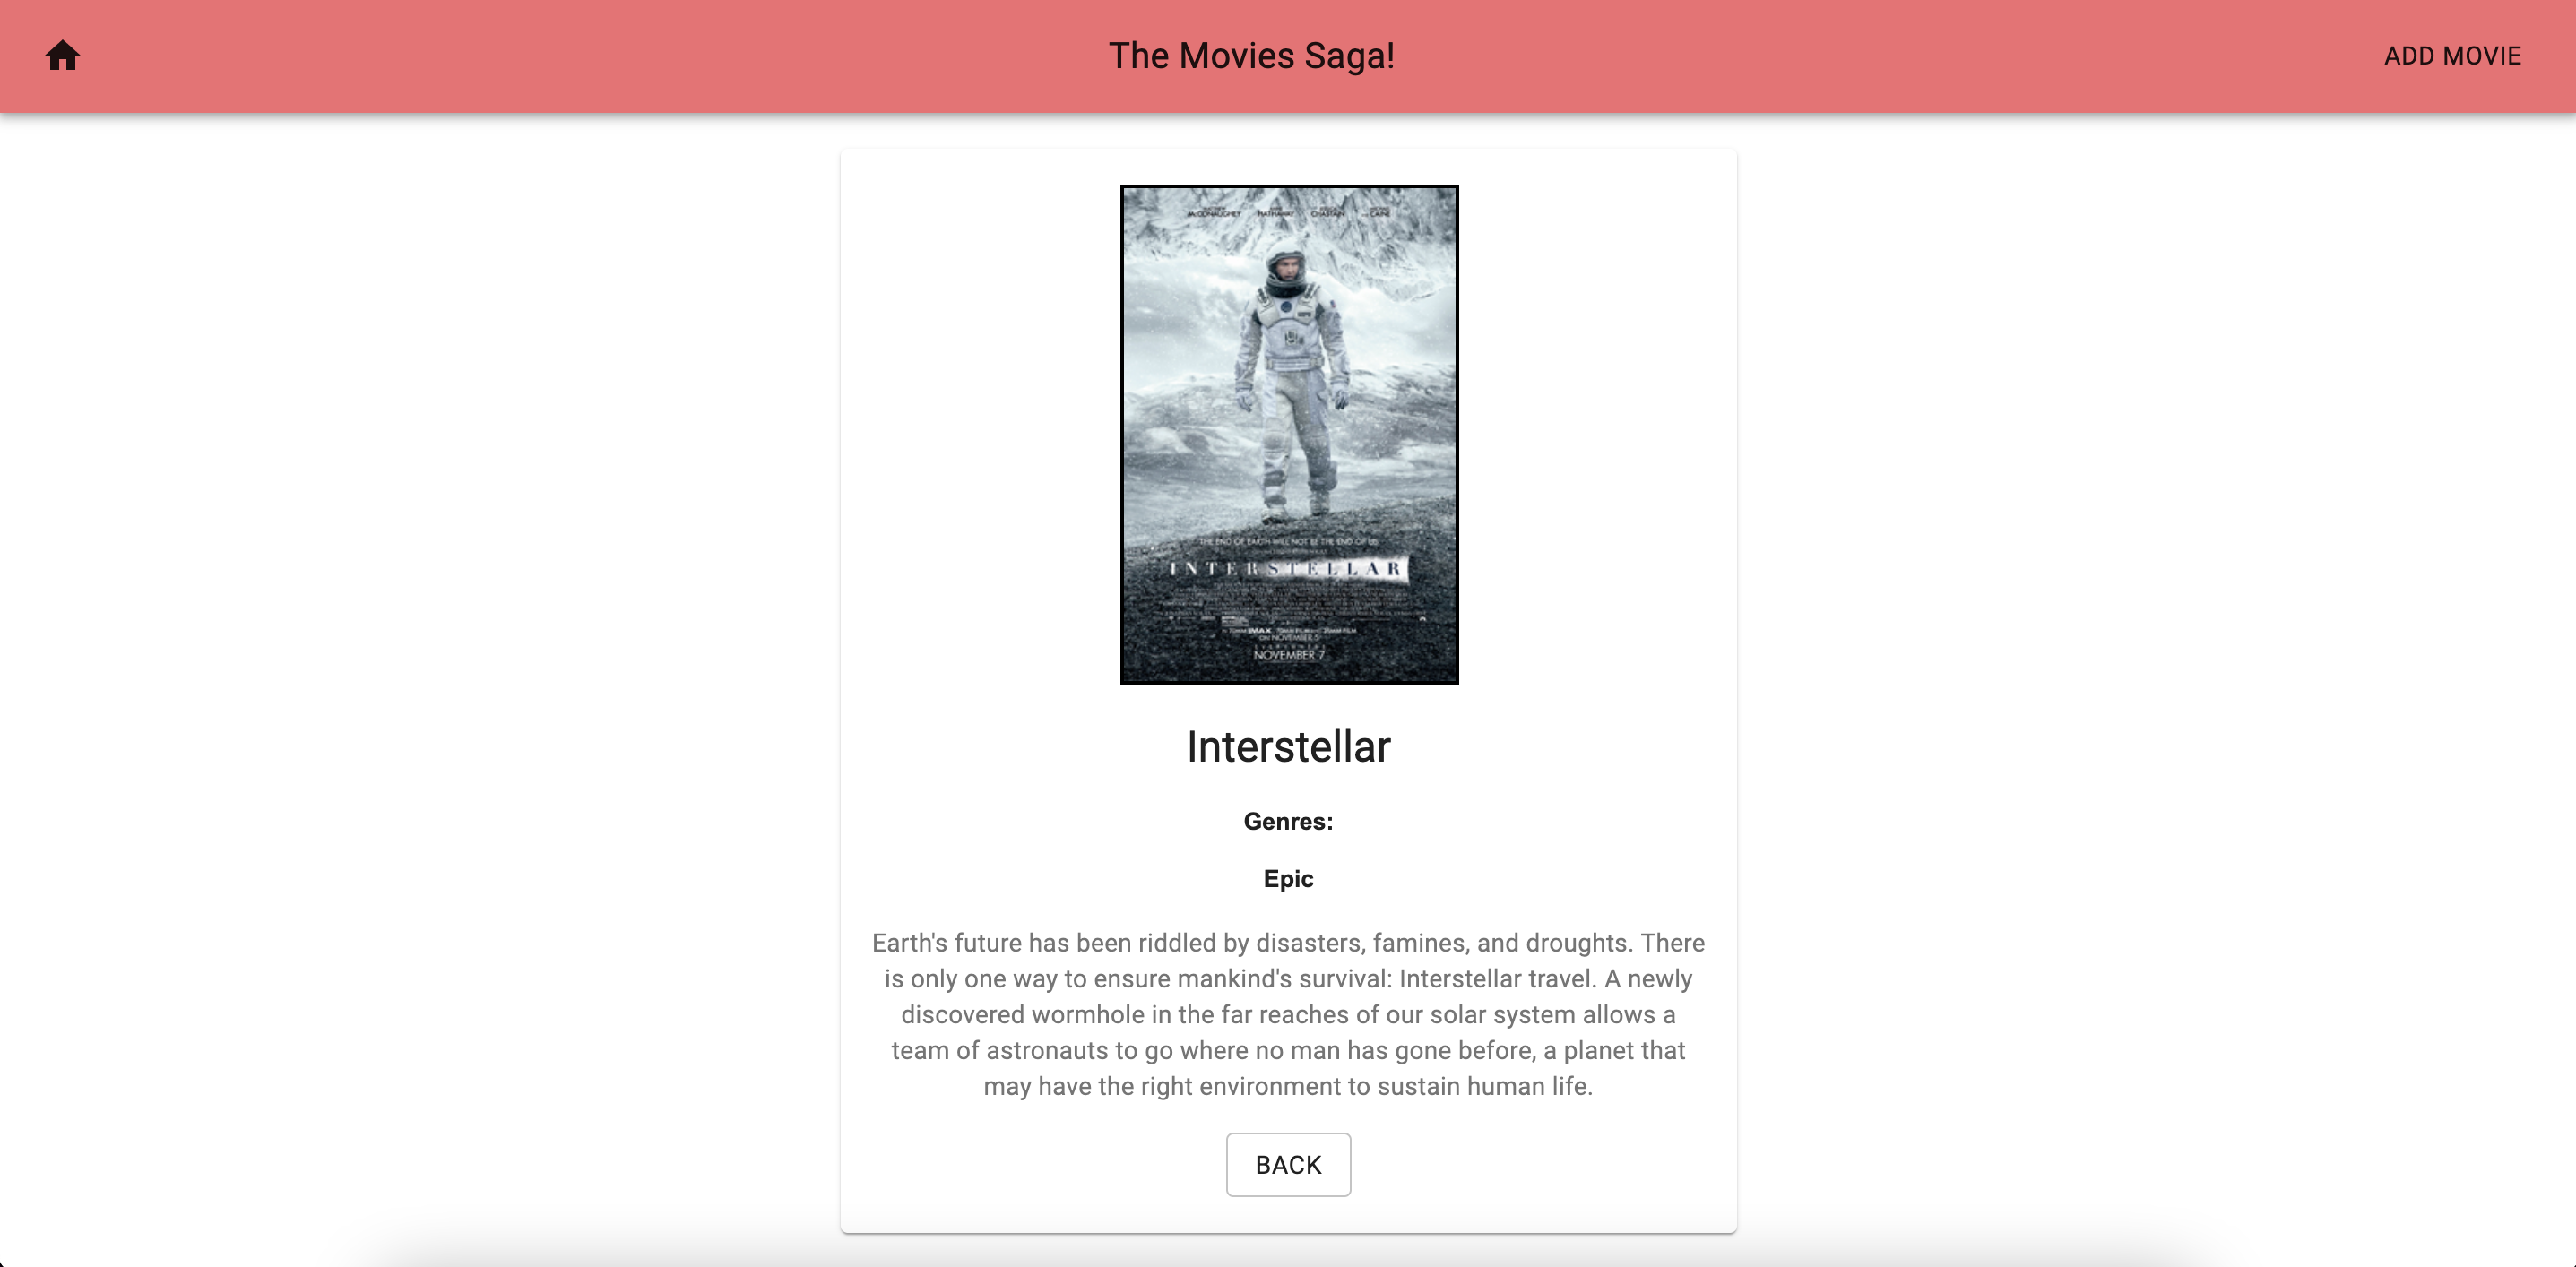 The Movies Saga!
ADD MOVIE
McCONAUGHEY HATHAWAY CHASTAIN CAINE
THE END OF EARTH WILL NOT BE THE END OF US
INTERSTELLAR
IMAX
ON NOVEMBER 5
NOVEMBER 7
Interstellar
Genres:
Epic
Earth's future has been riddled by disasters, famines, and droughts. There
is only one way to ensure mankind's survival: Interstellar travel. A newly
discovered wormhole in the far reaches of our solar system allows a
team of astronauts to go where no man has gone before, a planet that
may have the right environment to sustain human life.
BACK